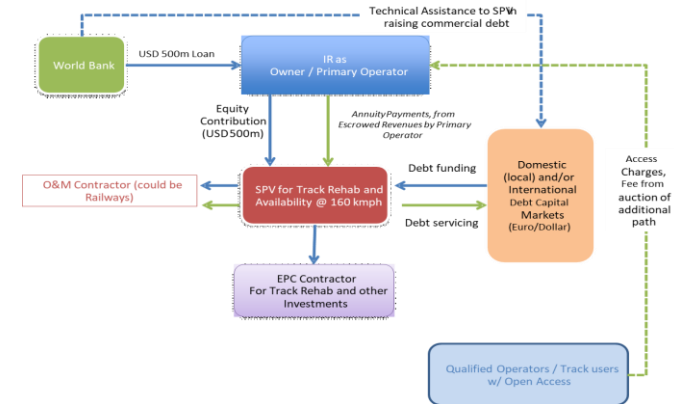 Technical Assistance to SPV in
raising commercial debt
World Bank
USD 500m Loan
IR as
Owner / Primary Operator
Equity
Contribution
(USD500m)
Annuity Payments, from
Escrowed Revenues by Primary
Operator
O&M Contractor (could be
Railways)
SPV for Track Rehab and
Availability @ 160 kmph
Debt funding
Debt servicing
Domestic
(local) and/or
International
Debt Capital
Markets
(Euro/Dollar)
Access
Charges,
Fee from
auction of
additional
path
EPC Contractor
For Track Rehab and other
Investments
Qualified Operators / Track users
w/ Open Access